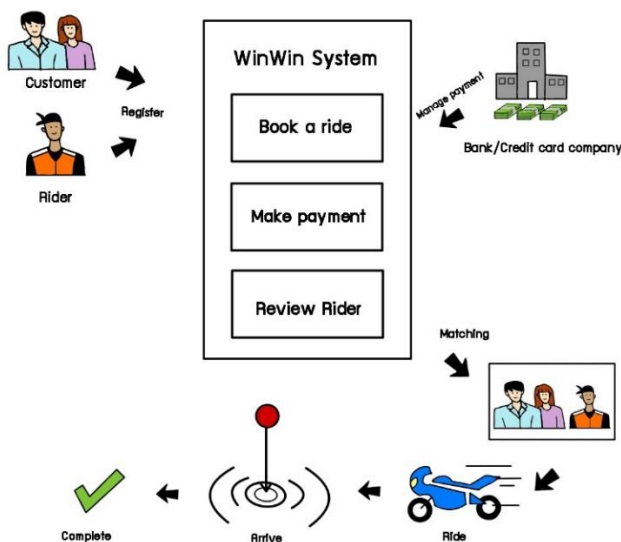 WinWin System
Customer
Register
Rider
Book a ride
Make payment
Review Rider
Manage payment
Bank/Credit card company
Matching
Ride
Arrive
Complete